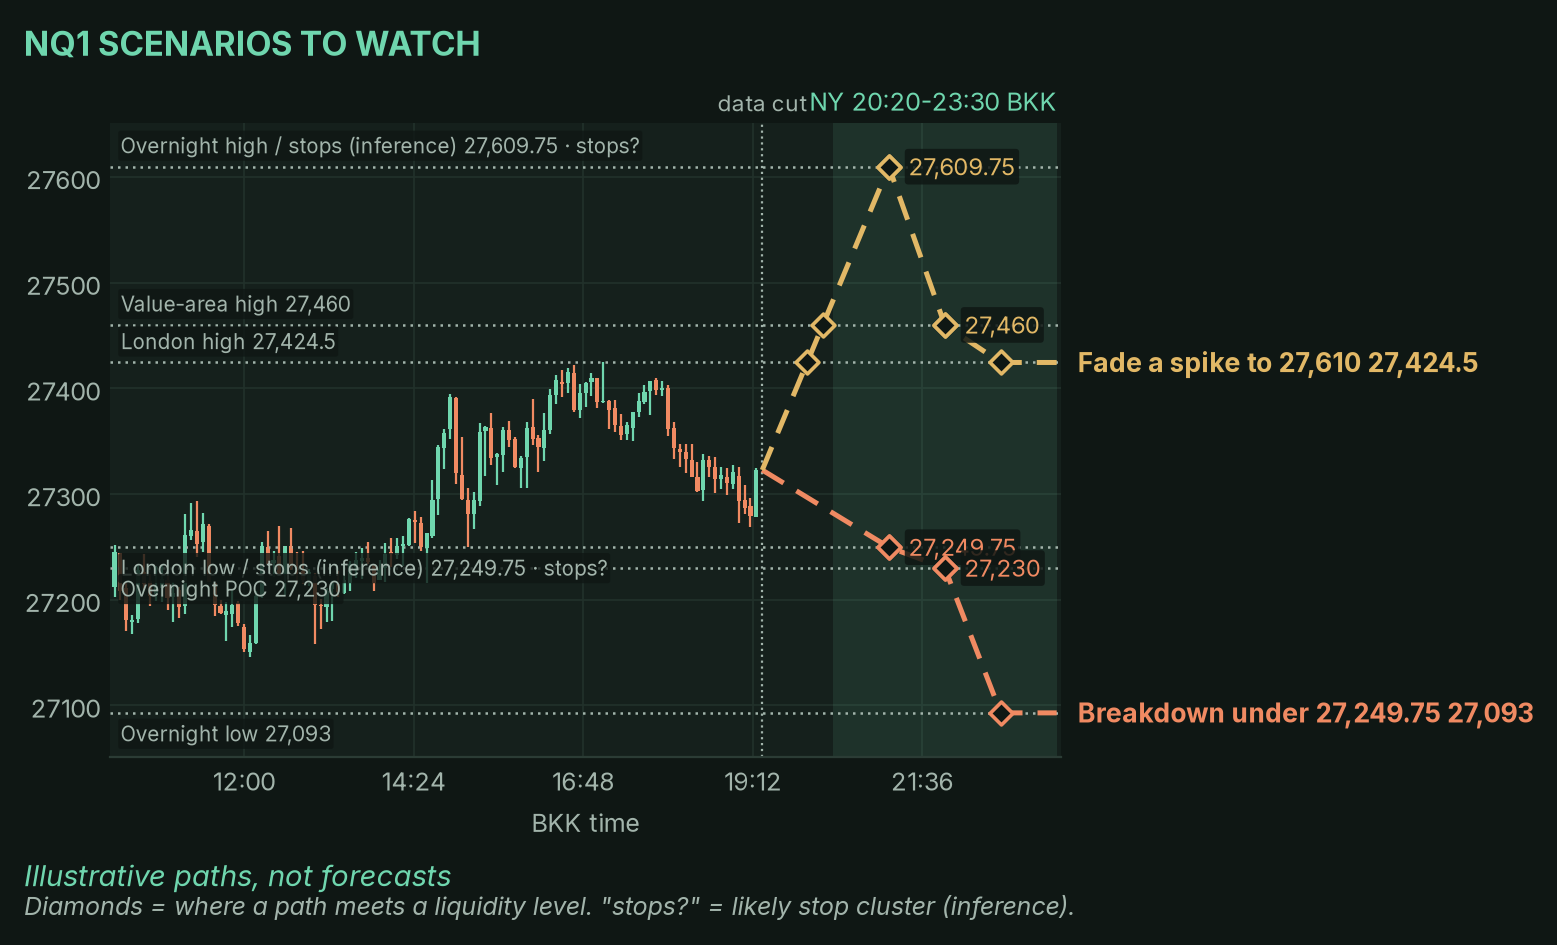 NQ1 SCENARIOS TO WATCH
data cut
NY 20:20-23:30 BKK
Overnight high / stops (inference) 27,609.75 · stops?
27,609.75
27600
27500
Value-area high 27,460
27,460
London high 27,424.5
Fade a spike to 27,610 27,424.5
27400
27300
27,249.75
London low / stops (inference) 27,249.75 · stops?
27,230
Overnight POC 27,230
27200
27100
Breakdown under 27,249.75 27,093
Overnight low 27,093
12:00
14:24
16:48
19:12
21:36
BKK time
Illustrative paths, not forecasts
Diamonds = where a path meets a liquidity level. "stops?" = likely stop cluster (inference).